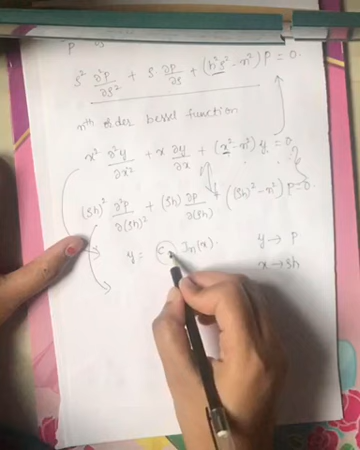 P ∂s
s² ∂²P/∂s² + s ∂P/∂s + (h²s² - n²) P = 0.
nth order bessel function
x² ∂²y/∂x² + x ∂y/∂x + (x² - n²) y = 0
(sh)² ∂²P/∂(sh)² + (sh) ∂P/∂(sh) + ((sh)² - n²) P = 0.
y = Jn(x).
y → P
x → sh